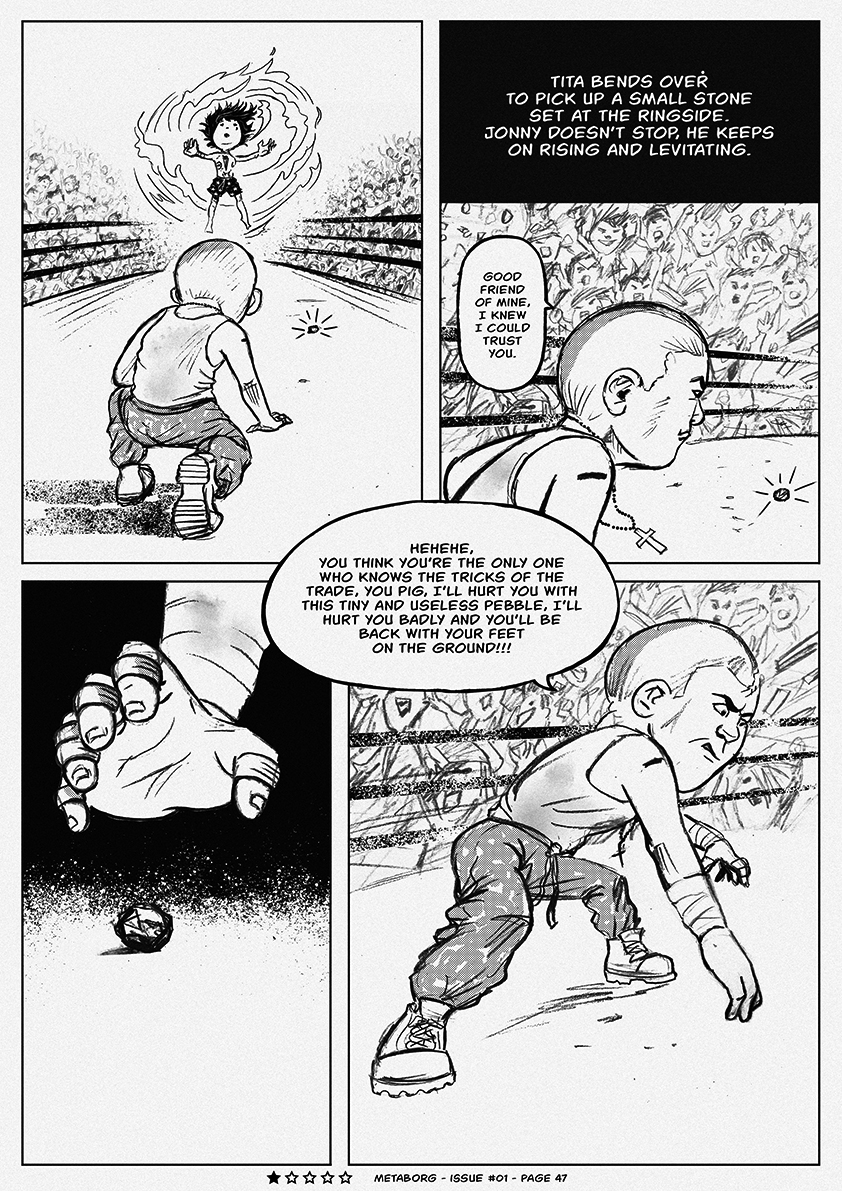 TITA BENDS OVER
TO PICK UP A SMALL STONE
SET AT THE RINGSIDE.
JONNY DOESN'T STOP, HE KEEPS
ON RISING AND LEVITATING.
GOOD
FRIEND
OF MINE,
I KNEW
I COULD
TRUST
YOU.
HEHEHE,
YOU THINK YOU'RE THE ONLY ONE
WHO KNOWS THE TRICKS OF THE
TRADE, YOU PIG, I'LL HURT YOU WITH
THIS TINY AND USELESS PEBBLE, I'LL
HURT YOU BADLY AND YOU'LL BE
BACK WITH YOUR FEET
ON THE GROUND!!!
METABORG - ISSUE #01 - PAGE 47